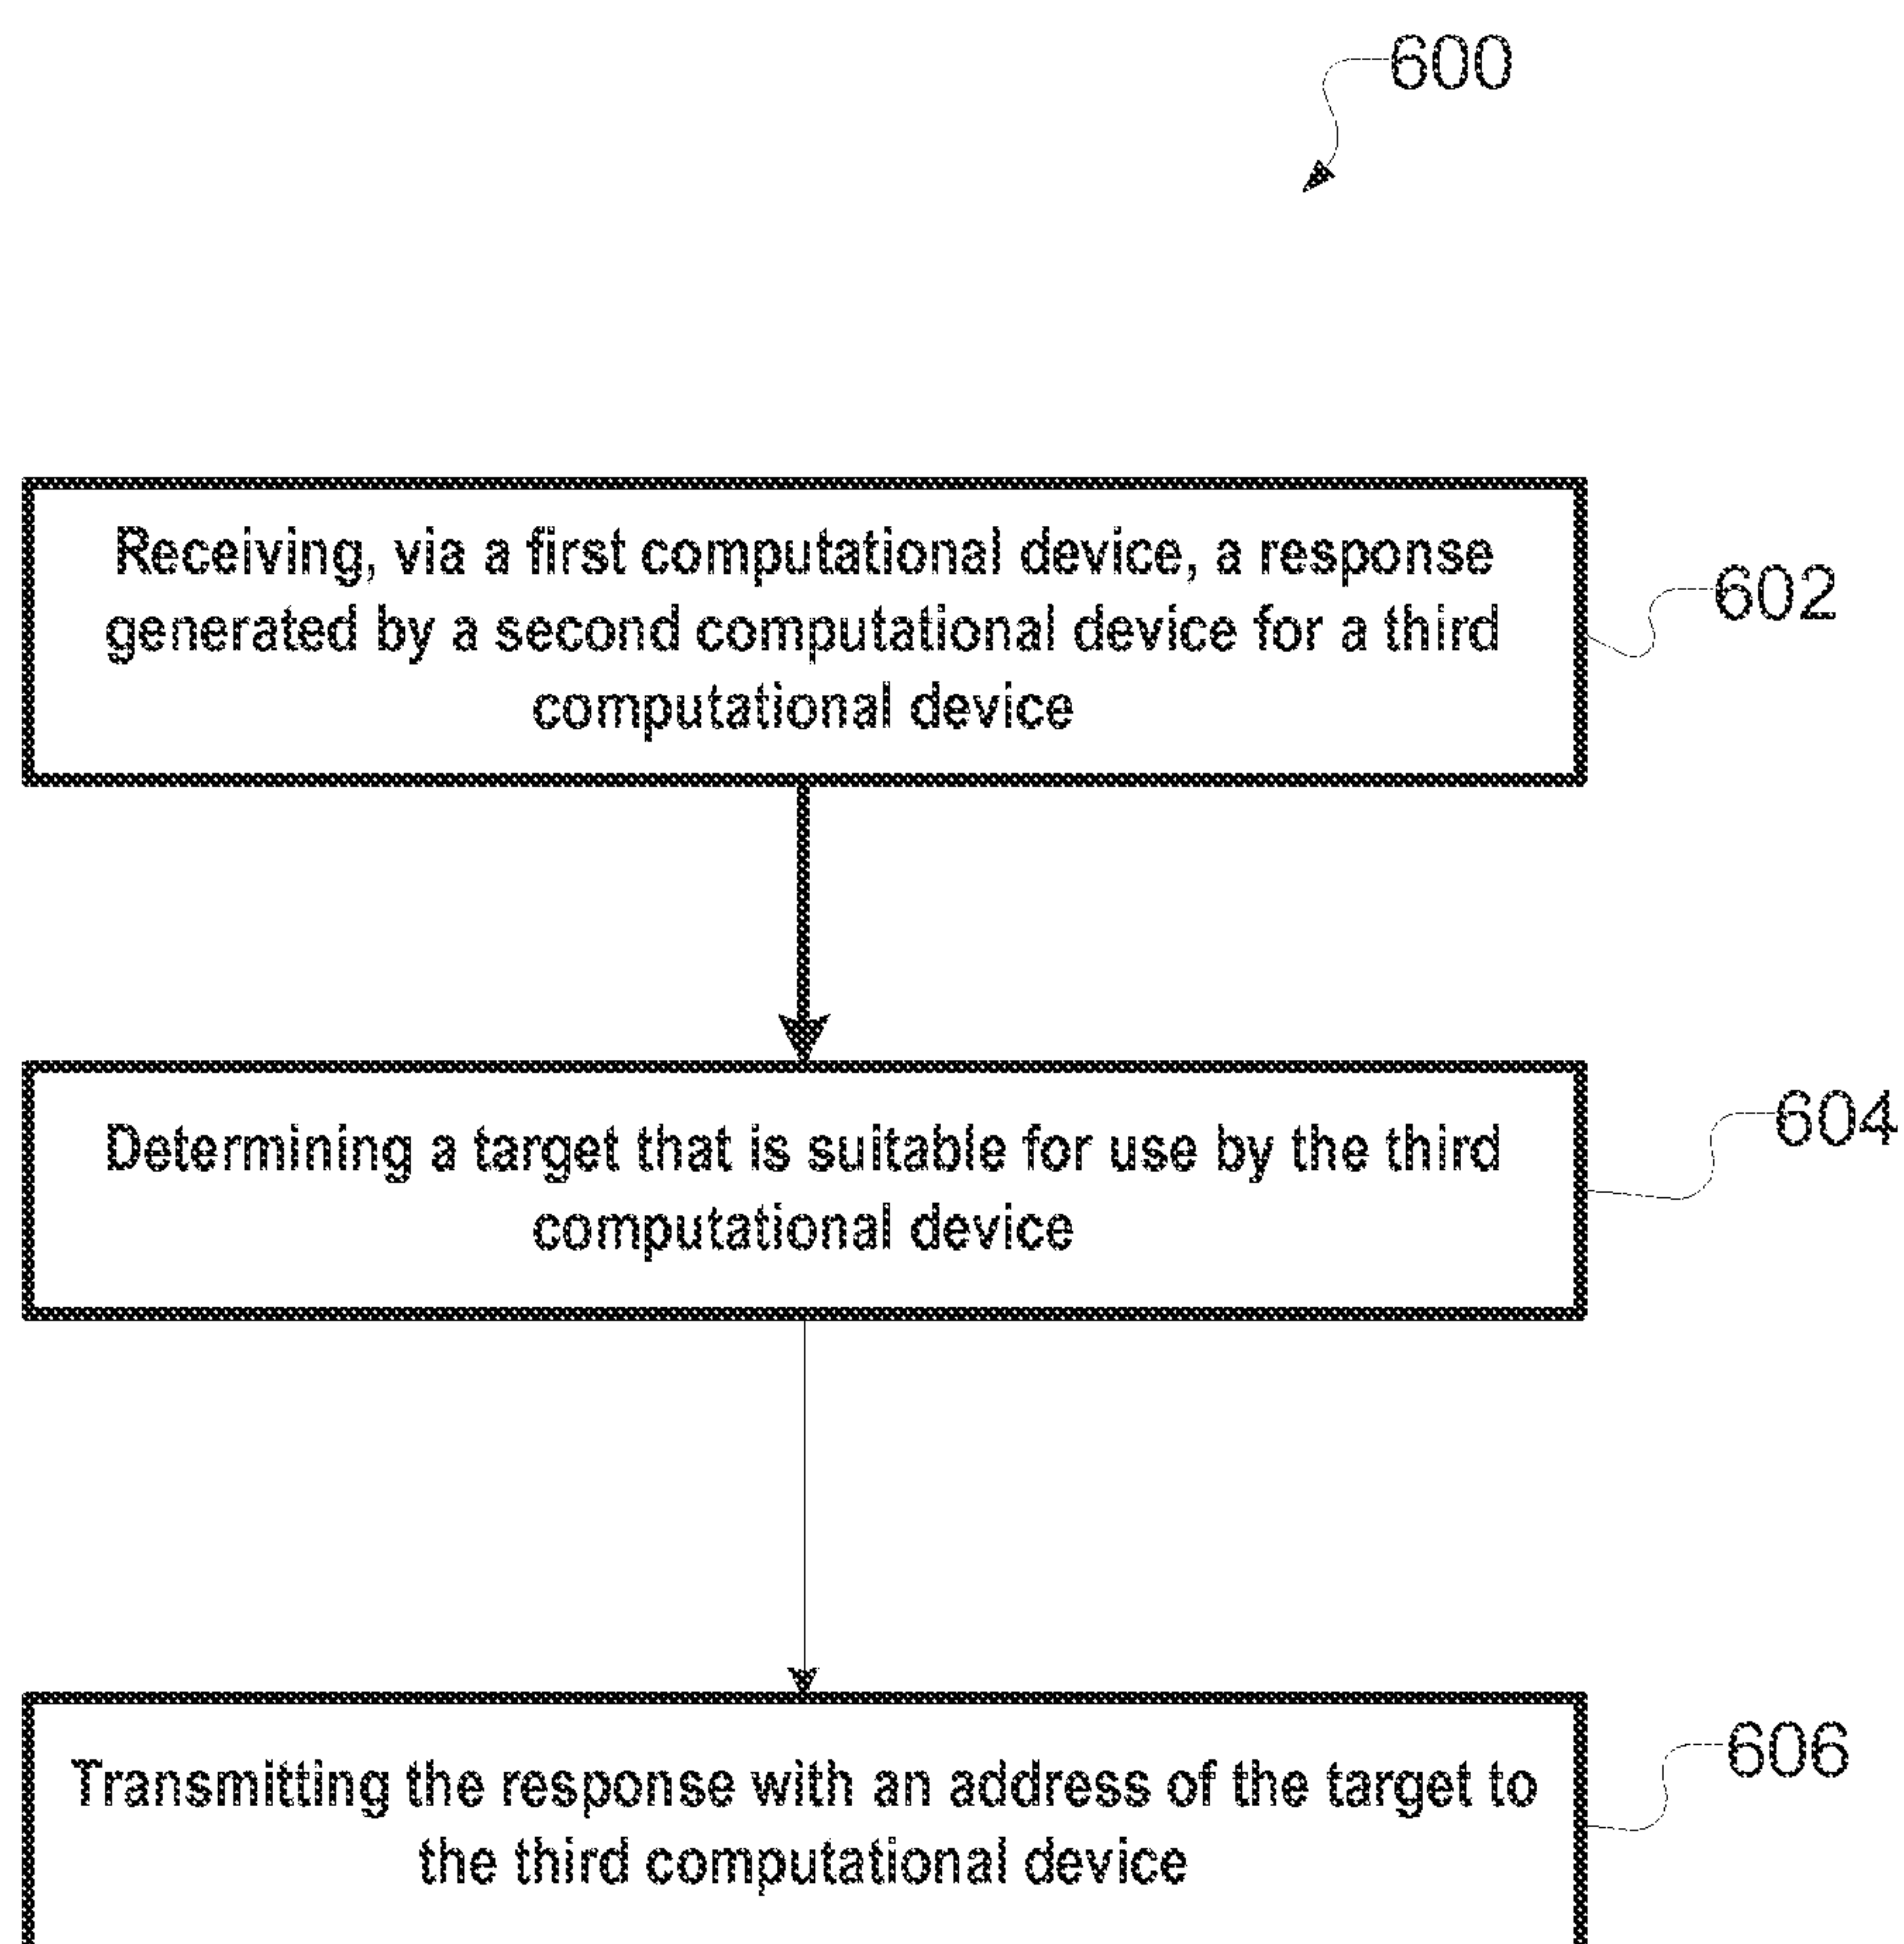 600
Receiving, via a first computational device, a response
generated by a second computational device for a third
computational device
602
Determining a target that is suitable for use by the third
computational device
604
Transmitting the response with an address of the target to
the third computational device
606